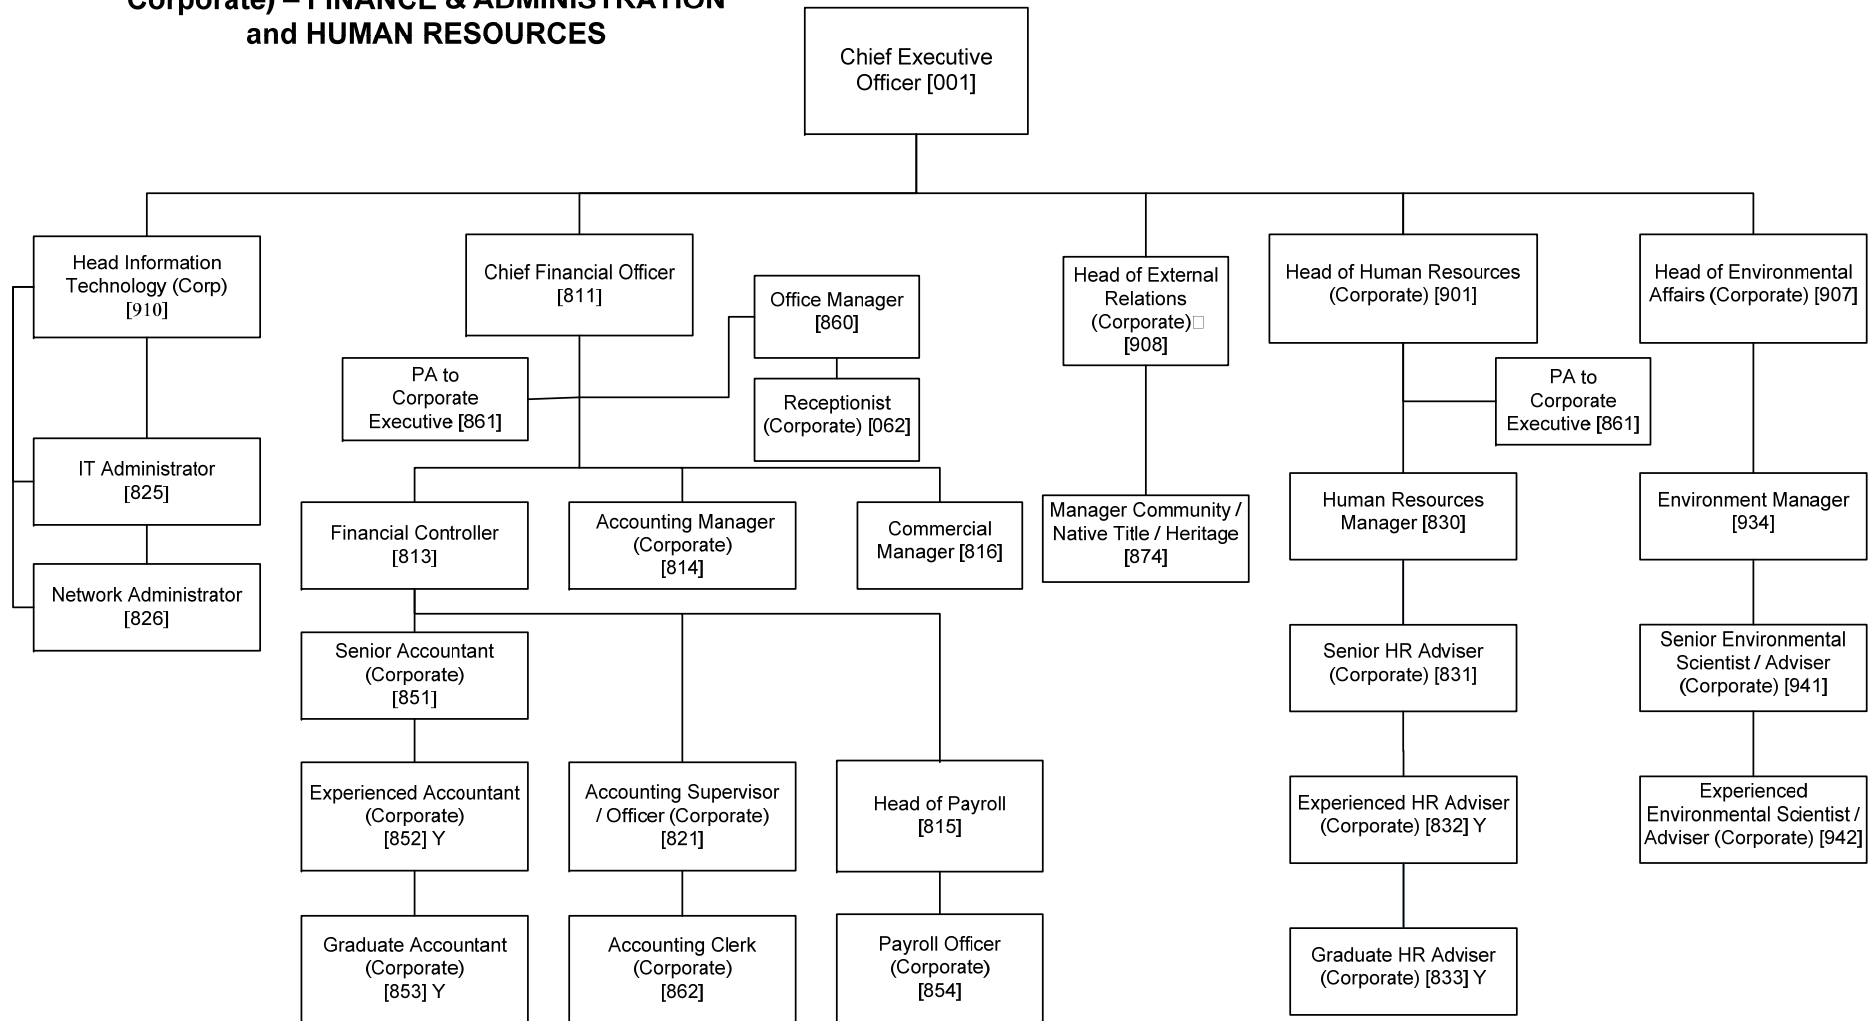 Corporate) – FINANCE & ADMINISTRATION
and HUMAN RESOURCES
Chief Executive
Officer [001]
Head Information
Technology (Corp)
[910]
IT Administrator
[825]
Network Administrator
[826]
Chief Financial Officer
[811]
Office Manager
[860]
PA to
Corporate
Executive [861]
Receptionist
(Corporate) [062]
Financial Controller
[813]
Accounting Manager
(Corporate)
[814]
Commercial
Manager [816]
Senior Accountant
(Corporate)
[851]
Experienced Accountant
(Corporate)
[852] Y
Accounting Supervisor
/ Officer (Corporate)
[821]
Head of Payroll
[815]
Graduate Accountant
(Corporate)
[853] Y
Accounting Clerk
(Corporate)
[862]
Payroll Officer
(Corporate)
[854]
Head of External
Relations
(Corporate)□
[908]
Manager Community /
Native Title / Heritage
[874]
Head of Human Resources
(Corporate) [901]
PA to
Corporate
Executive [861]
Human Resources
Manager [830]
Senior HR Adviser
(Corporate) [831]
Experienced HR Adviser
(Corporate) [832] Y
Graduate HR Adviser
(Corporate) [833] Y
Head of Environmental
Affairs (Corporate) [907]
Environment Manager
[934]
Senior Environmental
Scientist / Adviser
(Corporate) [941]
Experienced
Environmental Scientist /
Adviser (Corporate) [942]